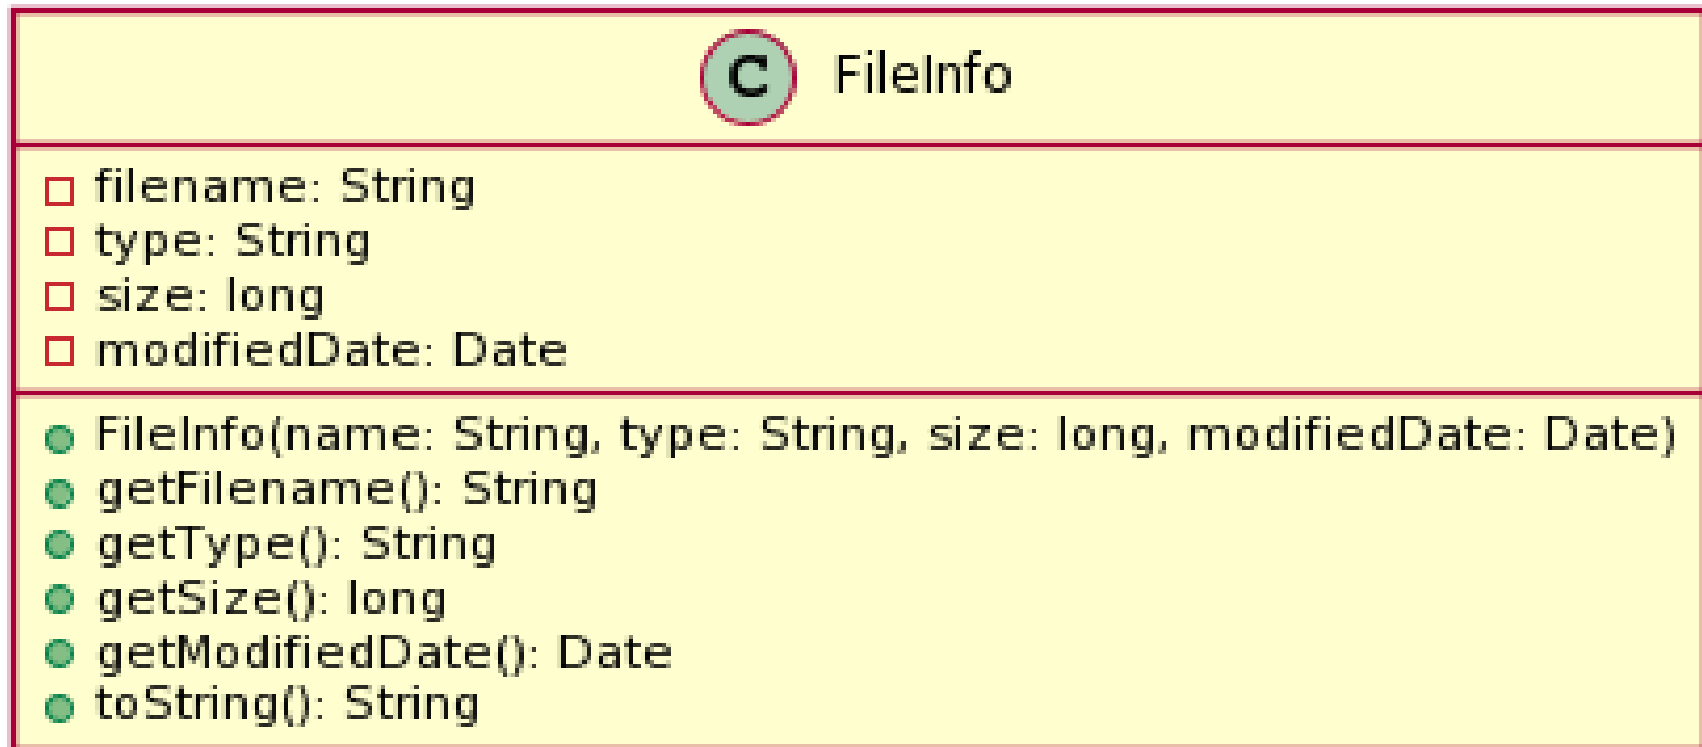 C FileInfo
filename: String
type: String
size: long
modifiedDate: Date
FileInfo(name: String, type: String, size: long, modifiedDate: Date)
getFilename(): String
getType(): String
getSize(): long
getModifiedDate(): Date
toString(): String